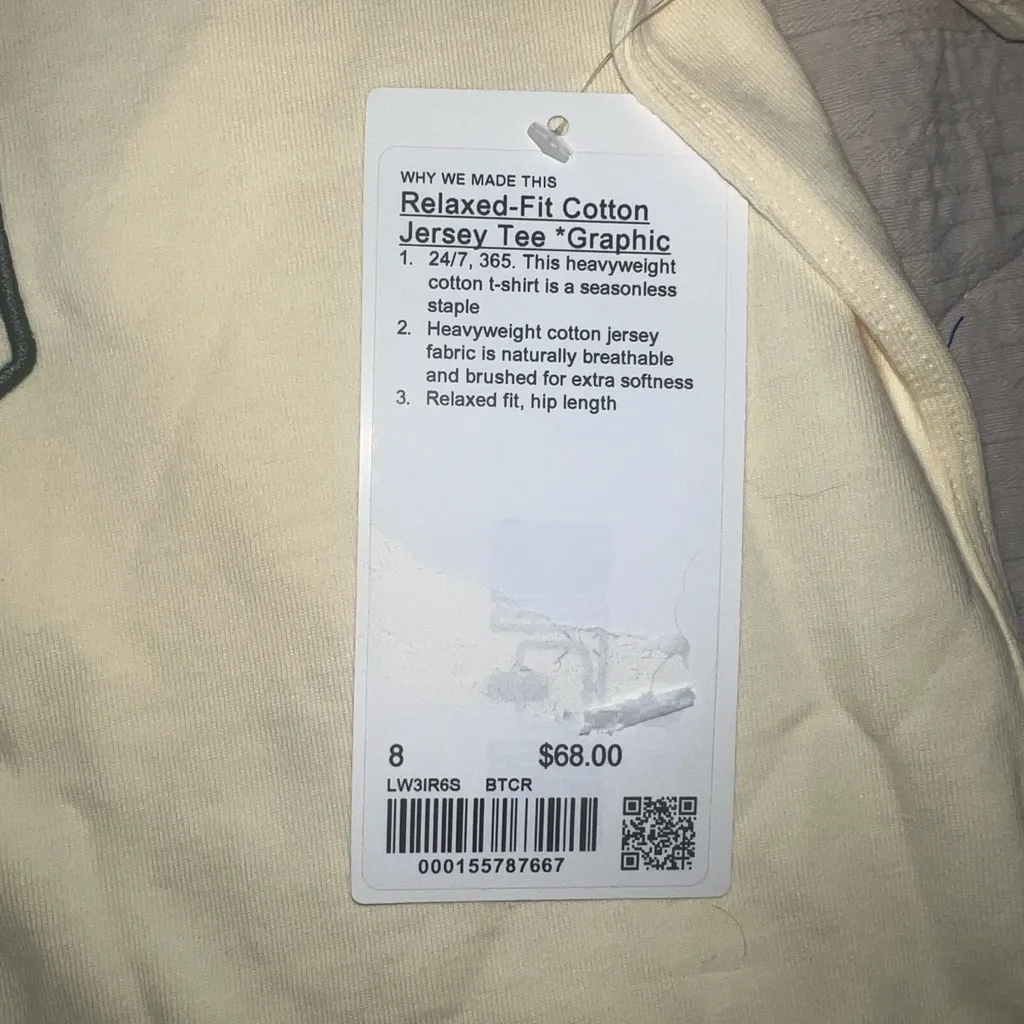 WHY WE MADE THIS
Relaxed-Fit Cotton
Jersey Tee *Graphic
1. 24/7, 365. This heavyweight
cotton t-shirt is a seasonless
staple
2. Heavyweight cotton jersey
fabric is naturally breathable
and brushed for extra softness
3. Relaxed fit, hip length
8 $68.00
LW3IR6S BTCR
000155787667